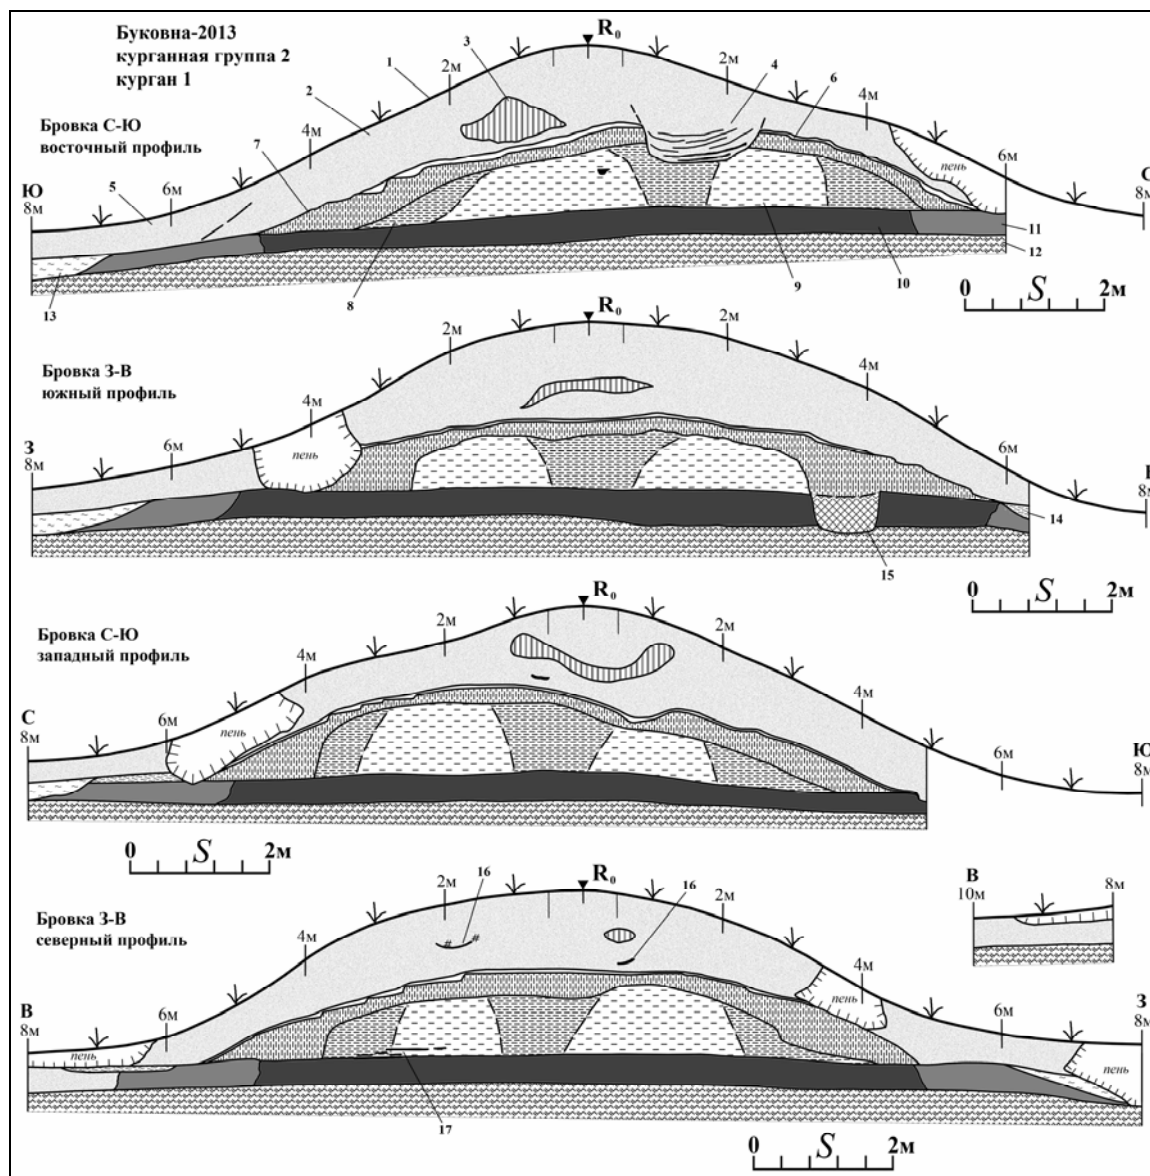 Буковна-2013
курганная группа 2
курган 1
Бровка С-Ю
восточный профиль
R₀
1
2
3
4
6
7
5
2м
2м
4м
4м
6м
6м
Ю
8м
С
8м
пень
11
12
13
8
9
10
0 S 2м
Бровка З-В
южный профиль
R₀
2м
2м
4м
4м
6м
6м
З
8м
8м
пень
14
15
0 S 2м
Бровка С-Ю
западный профиль
R₀
2м
2м
4м
4м
6м
6м
С
8м
Ю
8м
пень
0 S 2м
Бровка З-В
северный профиль
R₀
16
16
2м
2м
4м
4м
6м
В
8м
З
8м
пень
пень
пень
17
В
10м
8м
0 S 2м